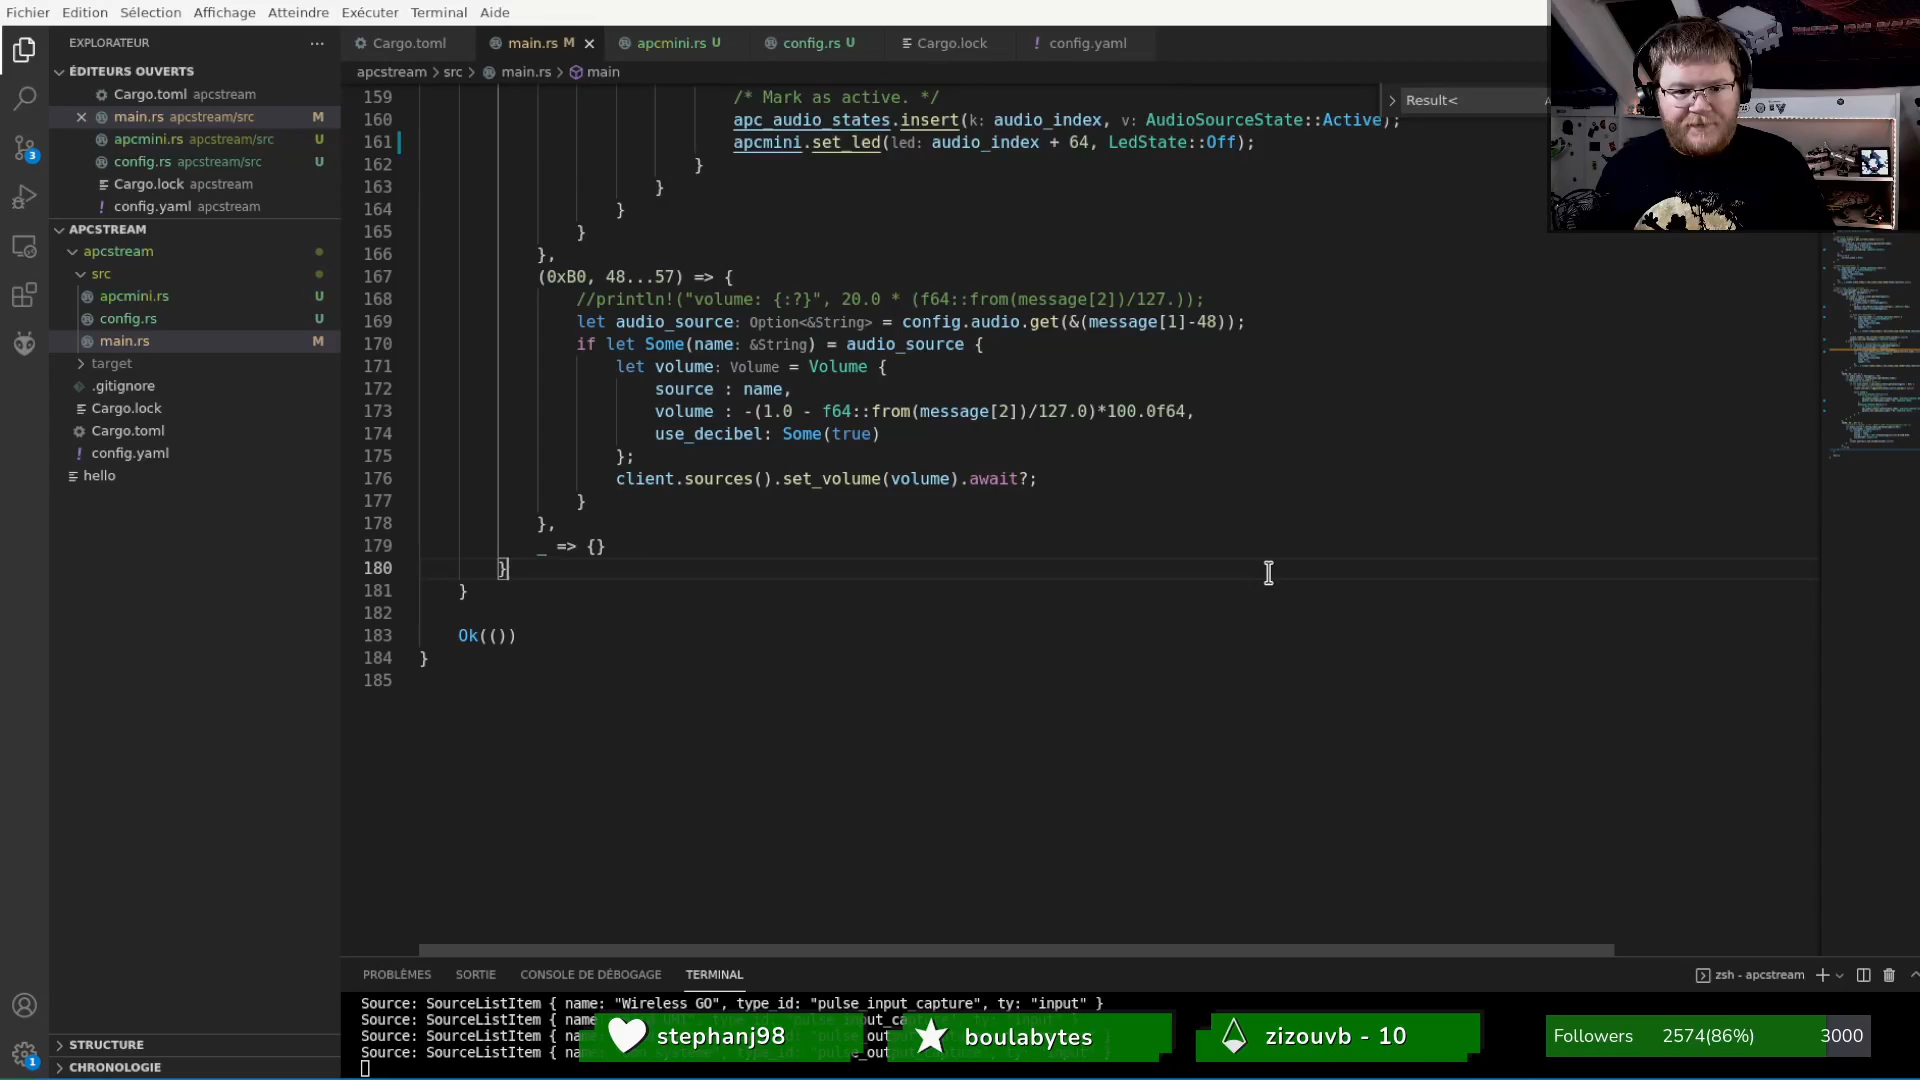 Fichier Edition Sélection Affichage Atteindre Exécuter Terminal Aide
EXPLORATEUR ···
ÉDITEURS OUVERTS
Cargo.toml apcstream
main.rs apcstream/src M
apcmini.rs apcstream/src U
config.rs apcstream/src U
Cargo.lock apcstream
! config.yaml apcstream
APCSTREAM
apcstream
src
apcmini.rs U
config.rs U
main.rs M
target
.gitignore
Cargo.lock
Cargo.toml
! config.yaml
hello
STRUCTURE
CHRONOLOGIE
3
1
Cargo.toml main.rs M apcmini.rs U config.rs U Cargo.lock ! config.yaml
apcstream > src > main.rs > main
Result<
159 /* Mark as active. */
160 apc_audio_states.insert(k: audio_index, v: AudioSourceState::Active);
161 apcmini.set_led(led: audio_index + 64, LedState::Off);
162 }
163 }
164 }
165 }
166 },
167 (0xB0, 48...57) => {
168 //println!("volume: {:?}", 20.0 * (f64::from(message[2])/127.));
169 let audio_source: Option<&String> = config.audio.get(&(message[1]-48));
170 if let Some(name: &String) = audio_source {
171 let volume: Volume = Volume {
172 source : name,
173 volume : -(1.0 - f64::from(message[2])/127.0)*100.0f64,
174 use_decibel: Some(true)
175 };
176 client.sources().set_volume(volume).await?;
177 }
178 },
179 _ => {}
180 }
181 }
182
183 Ok(())
184 }
185
PROBLÈMES SORTIE CONSOLE DE DÉBOGAGE TERMINAL
zsh - apcstream
Source: SourceListItem { name: "Wireless GO", type_id: "pulse_input_capture", ty: "input" }
Source: SourceListItem { name
Source: SourceListItem { name
Source: SourceListItem { name
stephanj98
boulabytes
zizouvb - 10
Followers 2574(86%) 3000